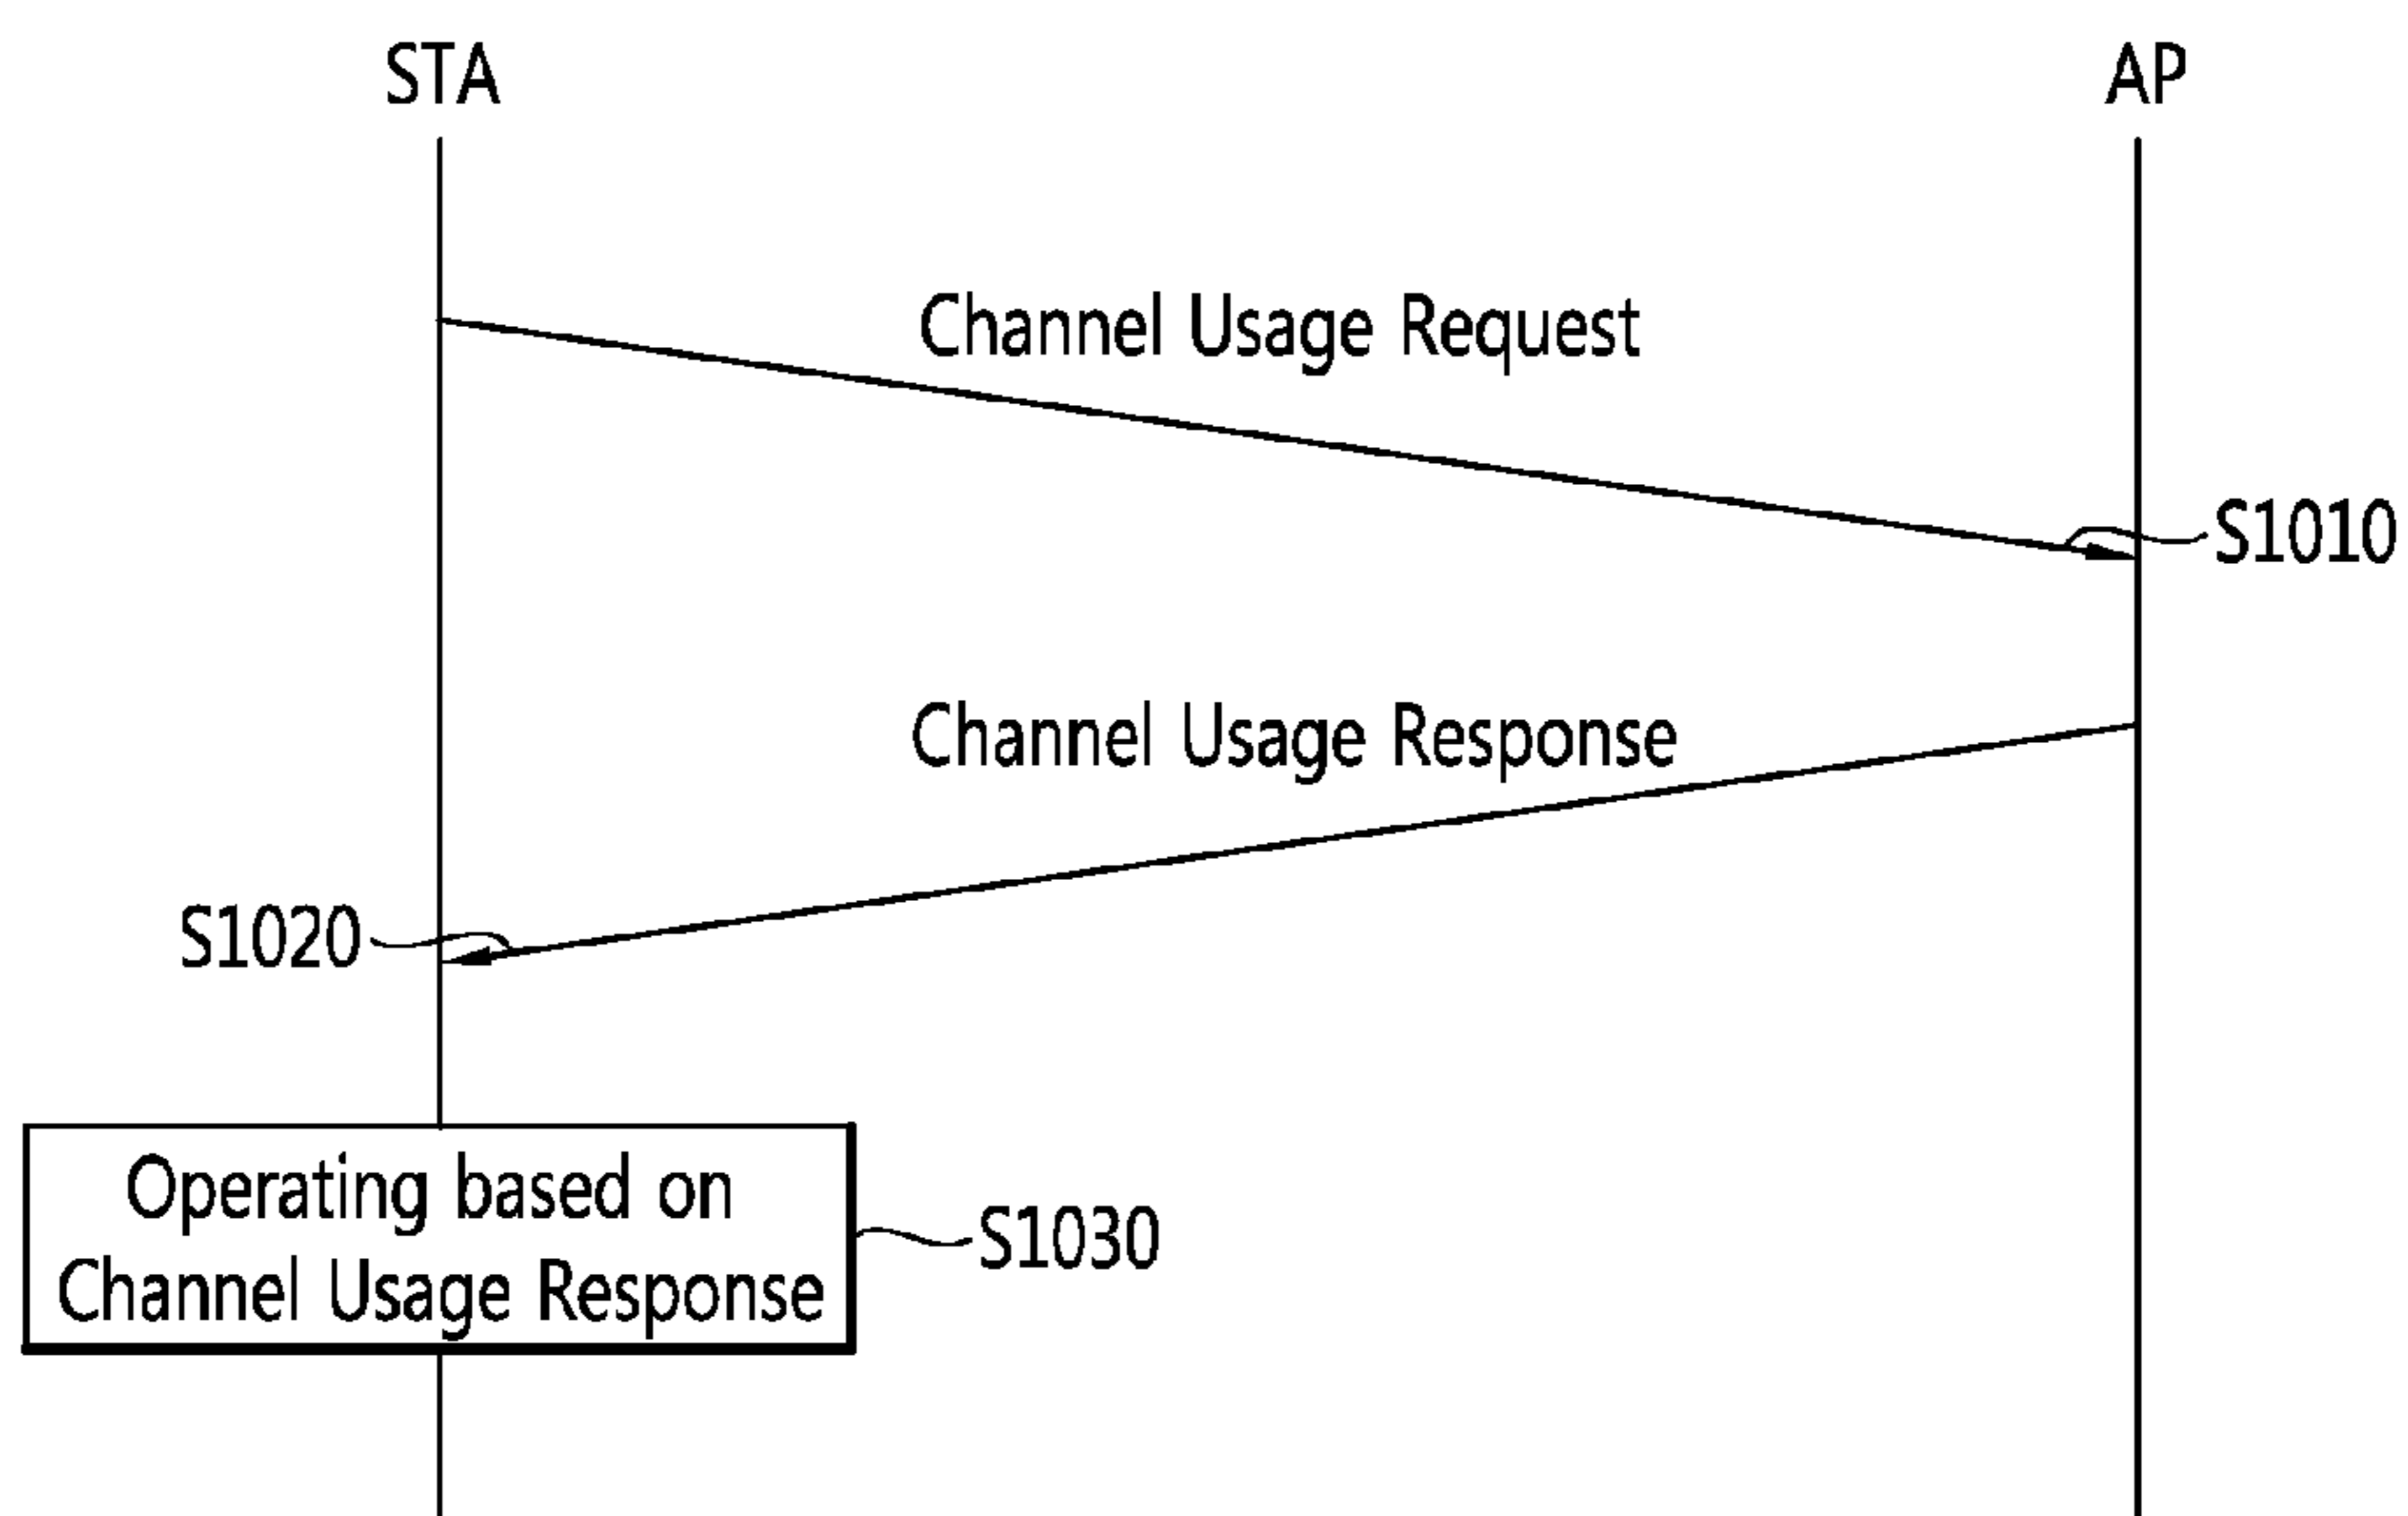 STA
AP
Channel Usage Request
S1010
Channel Usage Response
S1020
Operating based on
Channel Usage Response
S1030